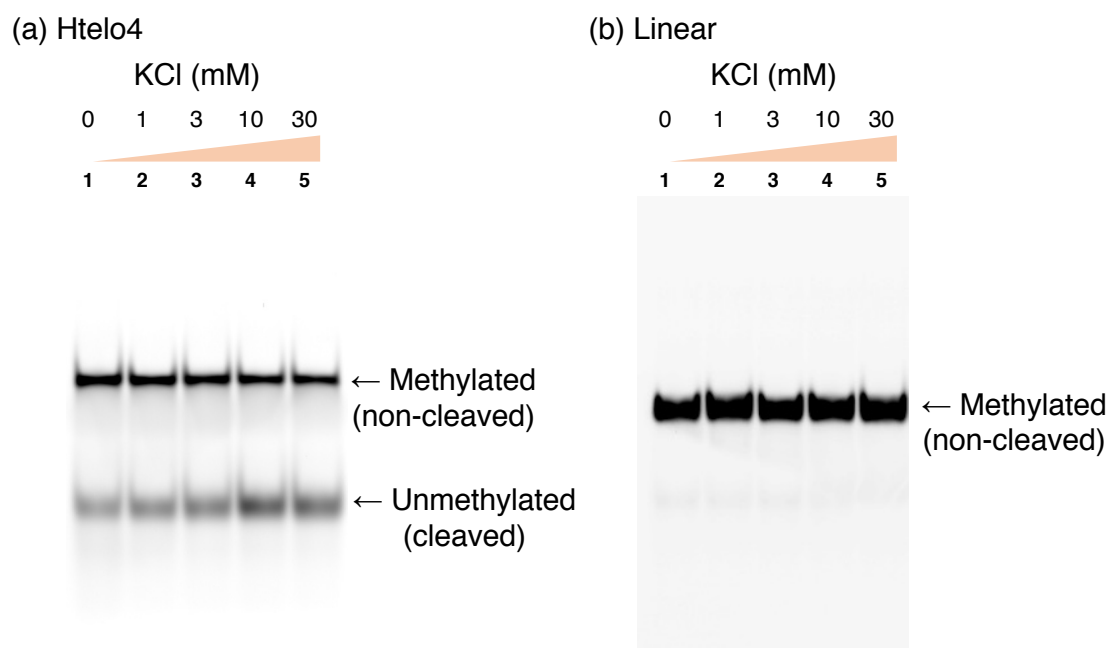 (a) Htelo4
KCl (mM)
0 1 3 10 30
1 2 3 4 5
← Methylated
(non-cleaved)
← Unmethylated
(cleaved)
(b) Linear
KCl (mM)
0 1 3 10 30
1 2 3 4 5
← Methylated
(non-cleaved)